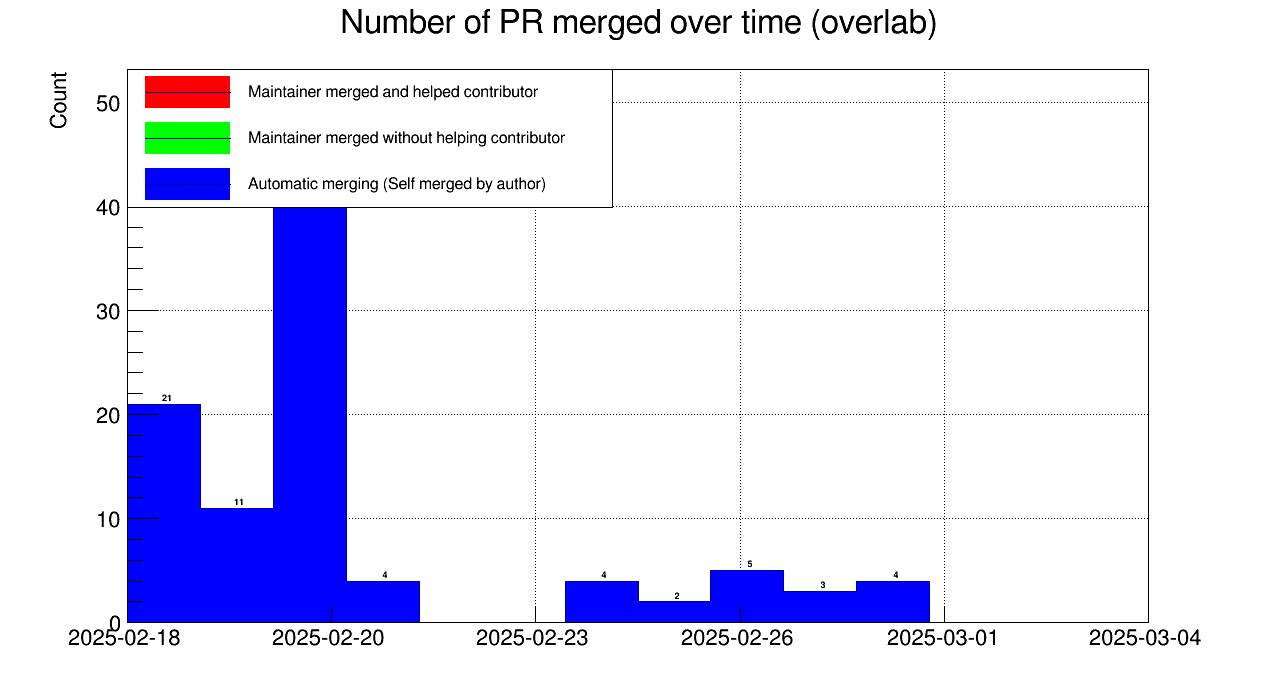 Number of PR merged over time (overlab)
Count
Maintainer merged and helped contributor
Maintainer merged without helping contributor
Automatic merging (Self merged by author)
50
40
30
20
10
0
21
11
4
4
2
5
3
4
2025-02-18 2025-02-20 2025-02-23 2025-02-26 2025-03-01 2025-03-04